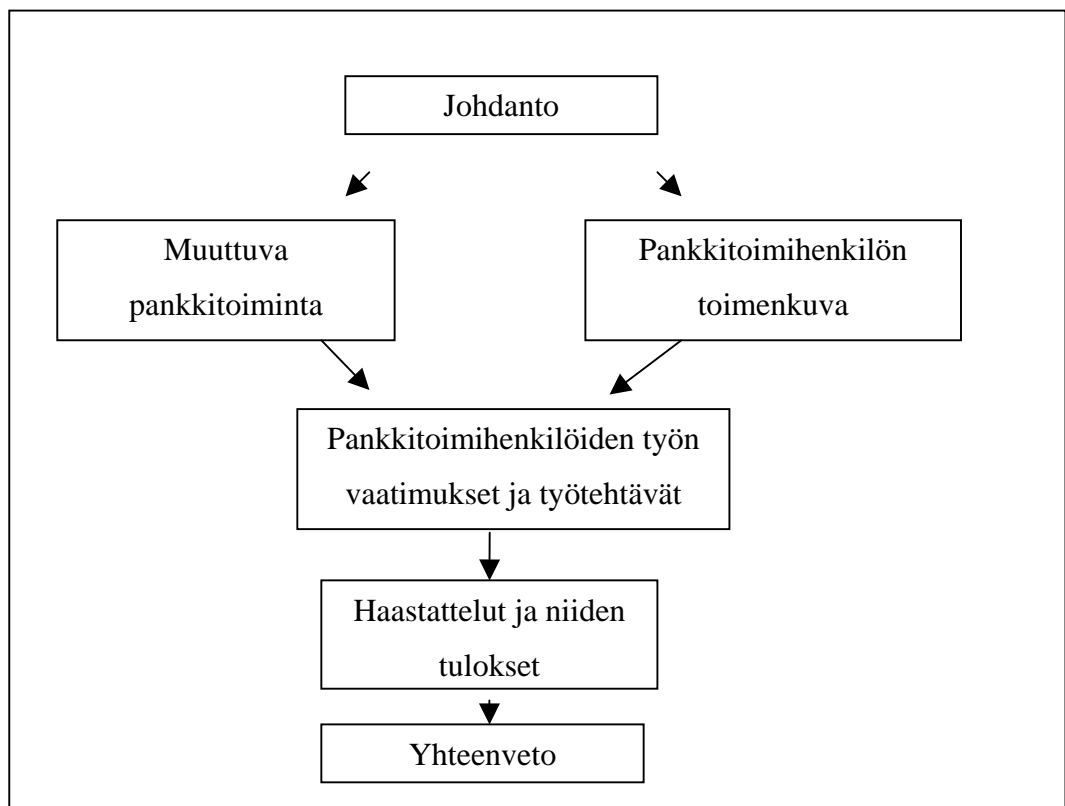 Johdanto
Muuttuva
pankkitoiminta
Pankkitoimihenkilön
toimenkuva
Pankkitoimihenkilöiden työn
vaatimukset ja työtehtävät
Haastattelut ja niiden
tulokset
Yhteenveto